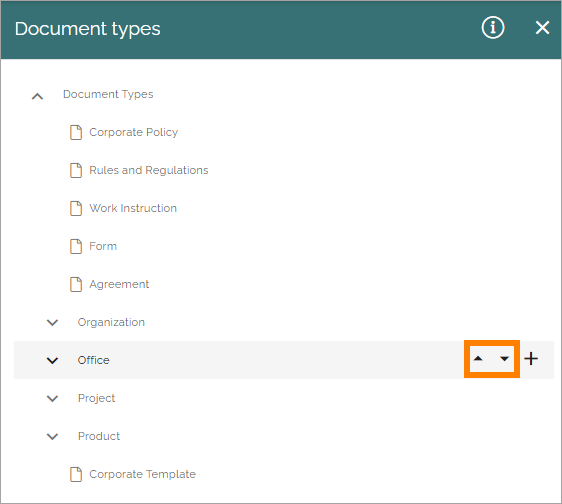 Document types
Document Types
Corporate Policy
Rules and Regulations
Work Instruction
Form
Agreement
Organization
Office
Project
Product
Corporate Template